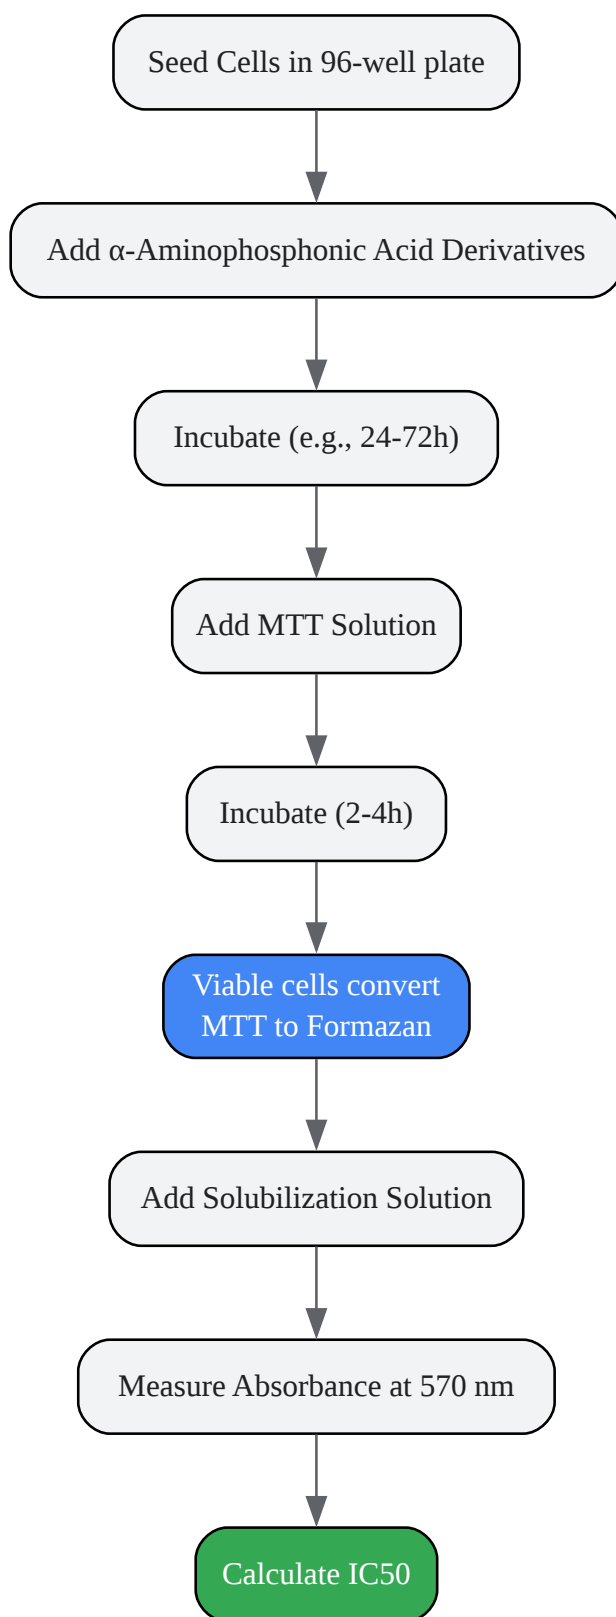 Seed Cells in 96-well plate
Add α-Aminophosphonic Acid Derivatives
Incubate (e.g., 24-72h)
Add MTT Solution
Incubate (2-4h)
Viable cells convert
MTT to Formazan
Add Solubilization Solution
Measure Absorbance at 570 nm
Calculate IC50